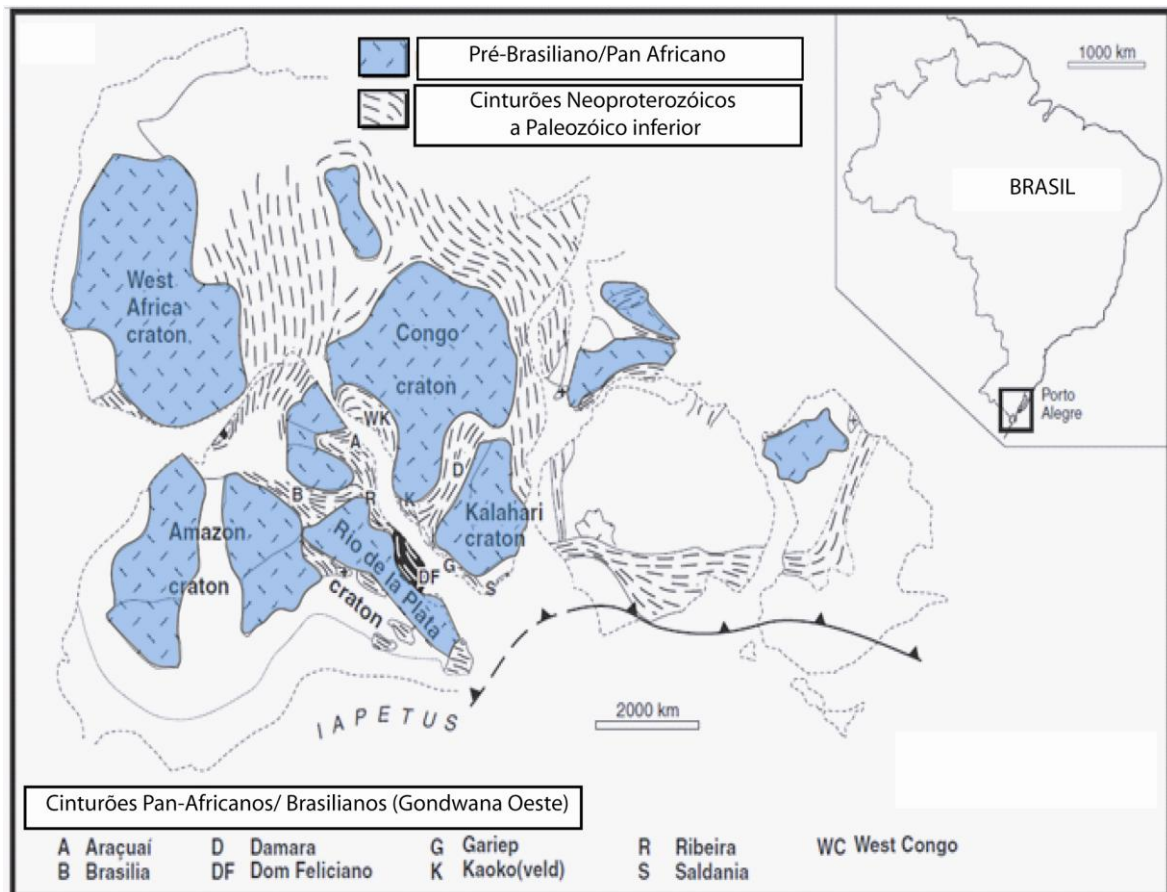 Pré-Brasiliano/Pan Africano
Cinturões Neoproterozóicos
a Paleozóico inferior
1000 km
BRASIL
Porto
Alegre
West
Africa
craton
Congo
craton
WK
A
D
B
R
K
Kalahari
craton
Amazon
craton
Rio de la Plata
craton
DF
G
S
IAPETUS
2000 km
Cinturões Pan-Africanos/ Brasilianos (Gondwana Oeste)
A Araçuaí D Damara G Gariep R Ribeira WC West Congo
B Brasilia DF Dom Feliciano K Kaoko(veld) S Saldania